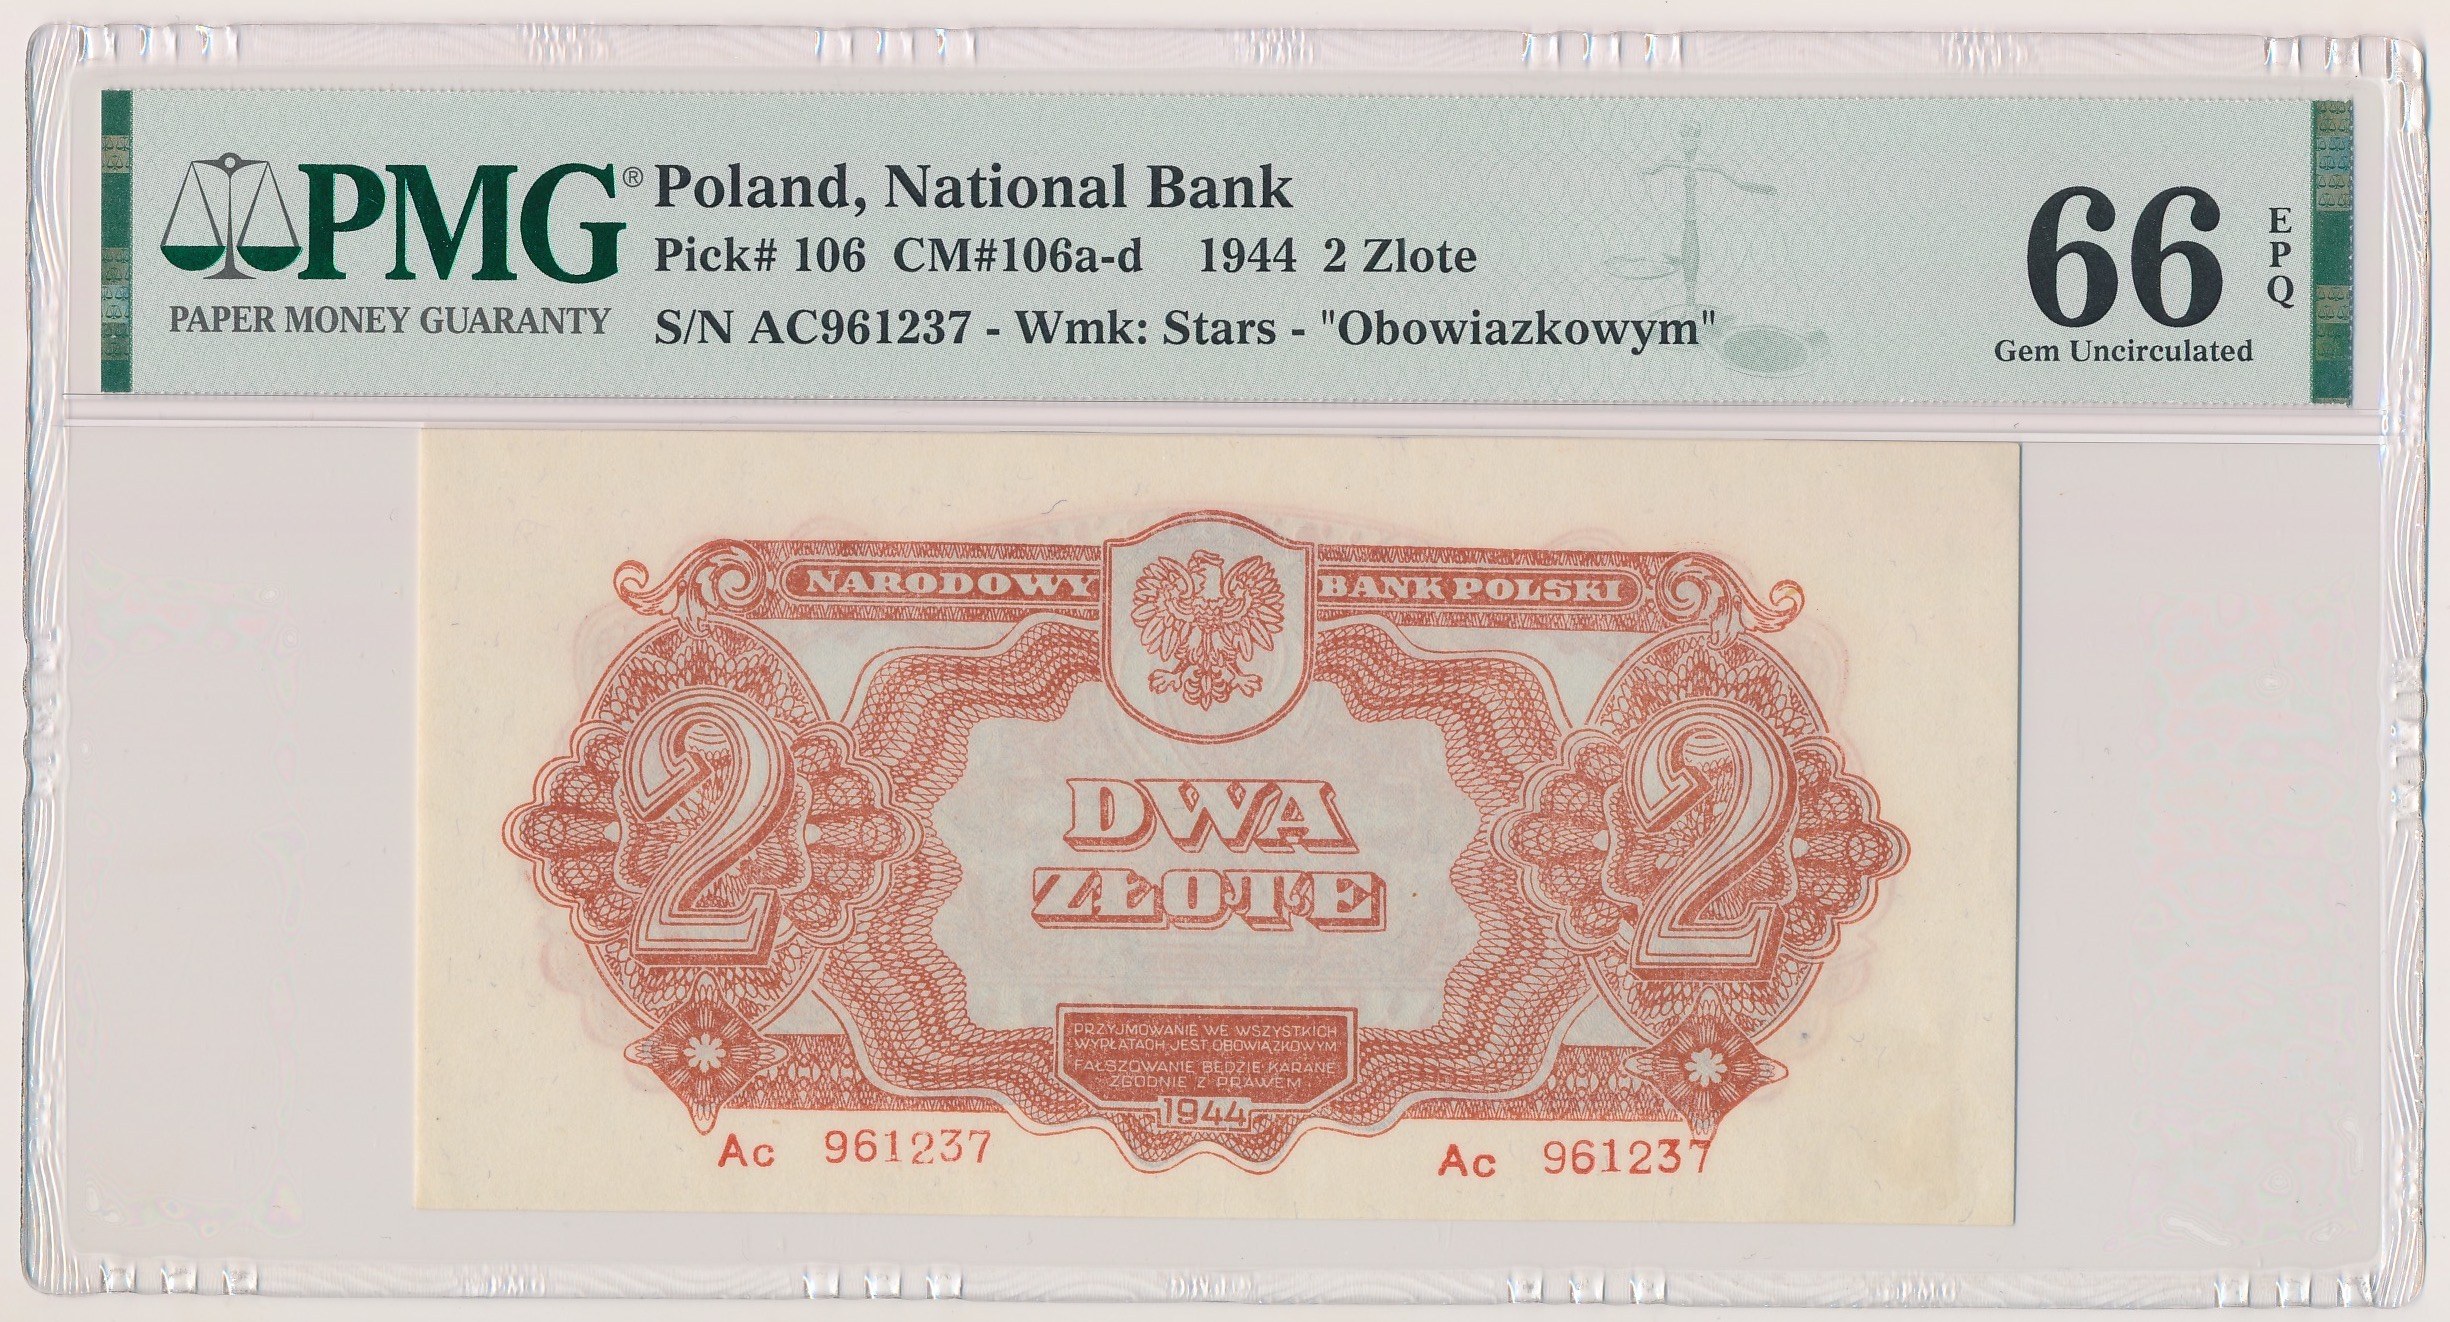 PMG®
PAPER MONEY GUARANTY
Poland, National Bank
Pick# 106 CM#106a-d 1944 2 Zlote
S/N AC961237 - Wmk: Stars - "Obowiazkowym"
66
EPQ
Gem Uncirculated
NARODOWY BANK POLSKI
2 2
DWA
ZŁOTE
PRZYJMOWANIE WE WSZYSTKICH
WYPŁATACH JEST OBOWIĄZKOWYM
FAŁSZOWANIE BĘDZIE KARANE
ZGODNIE Z PRAWEM
1944
Ac 961237 Ac 961237